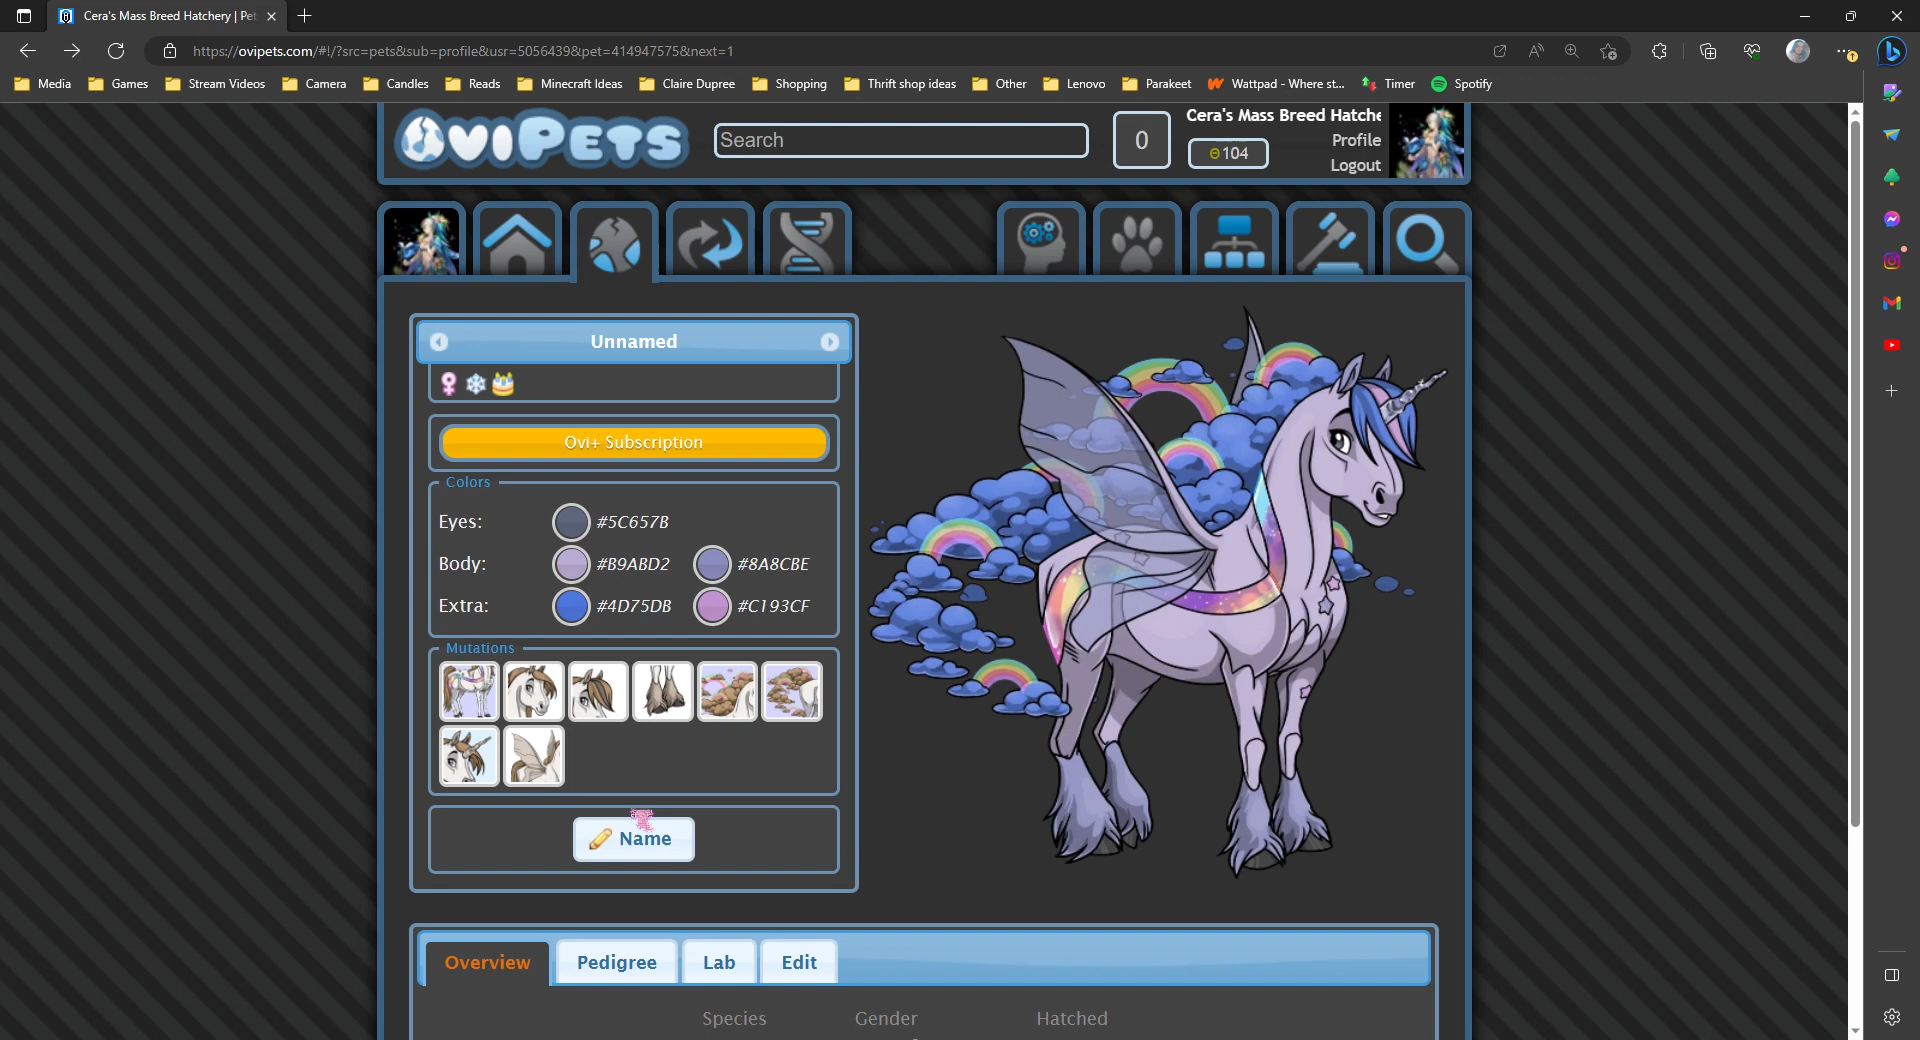 Cera's Mass Breed Hatchery | Pet
https://ovipets.com/#!/?src=pets&sub=profile&usr=5056439&pet=414947575&next=1
Media Games Stream Videos Camera Candles Reads Minecraft Ideas Claire Dupree Shopping Thrift shop ideas Other Lenovo Parakeet Wattpad - Where st... Timer Spotify
OviPets
Search
0
Cera's Mass Breed Hatche
104
Profile
Logout
Unnamed
Ovi+ Subscription
Colors
Eyes: #5C657B
Body: #B9ABD2 #8A8CBE
Extra: #4D75DB #C193CF
Mutations
Name
Overview Pedigree Lab Edit
Species Gender Hatched